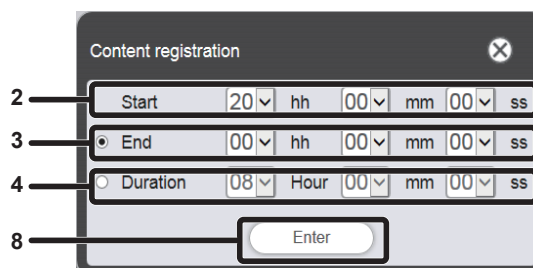 Content registration
2 Start 20 hh 00 mm 00 ss
3 End 00 hh 00 mm 00 ss
4 Duration 08 Hour 00 mm 00 ss
8 Enter